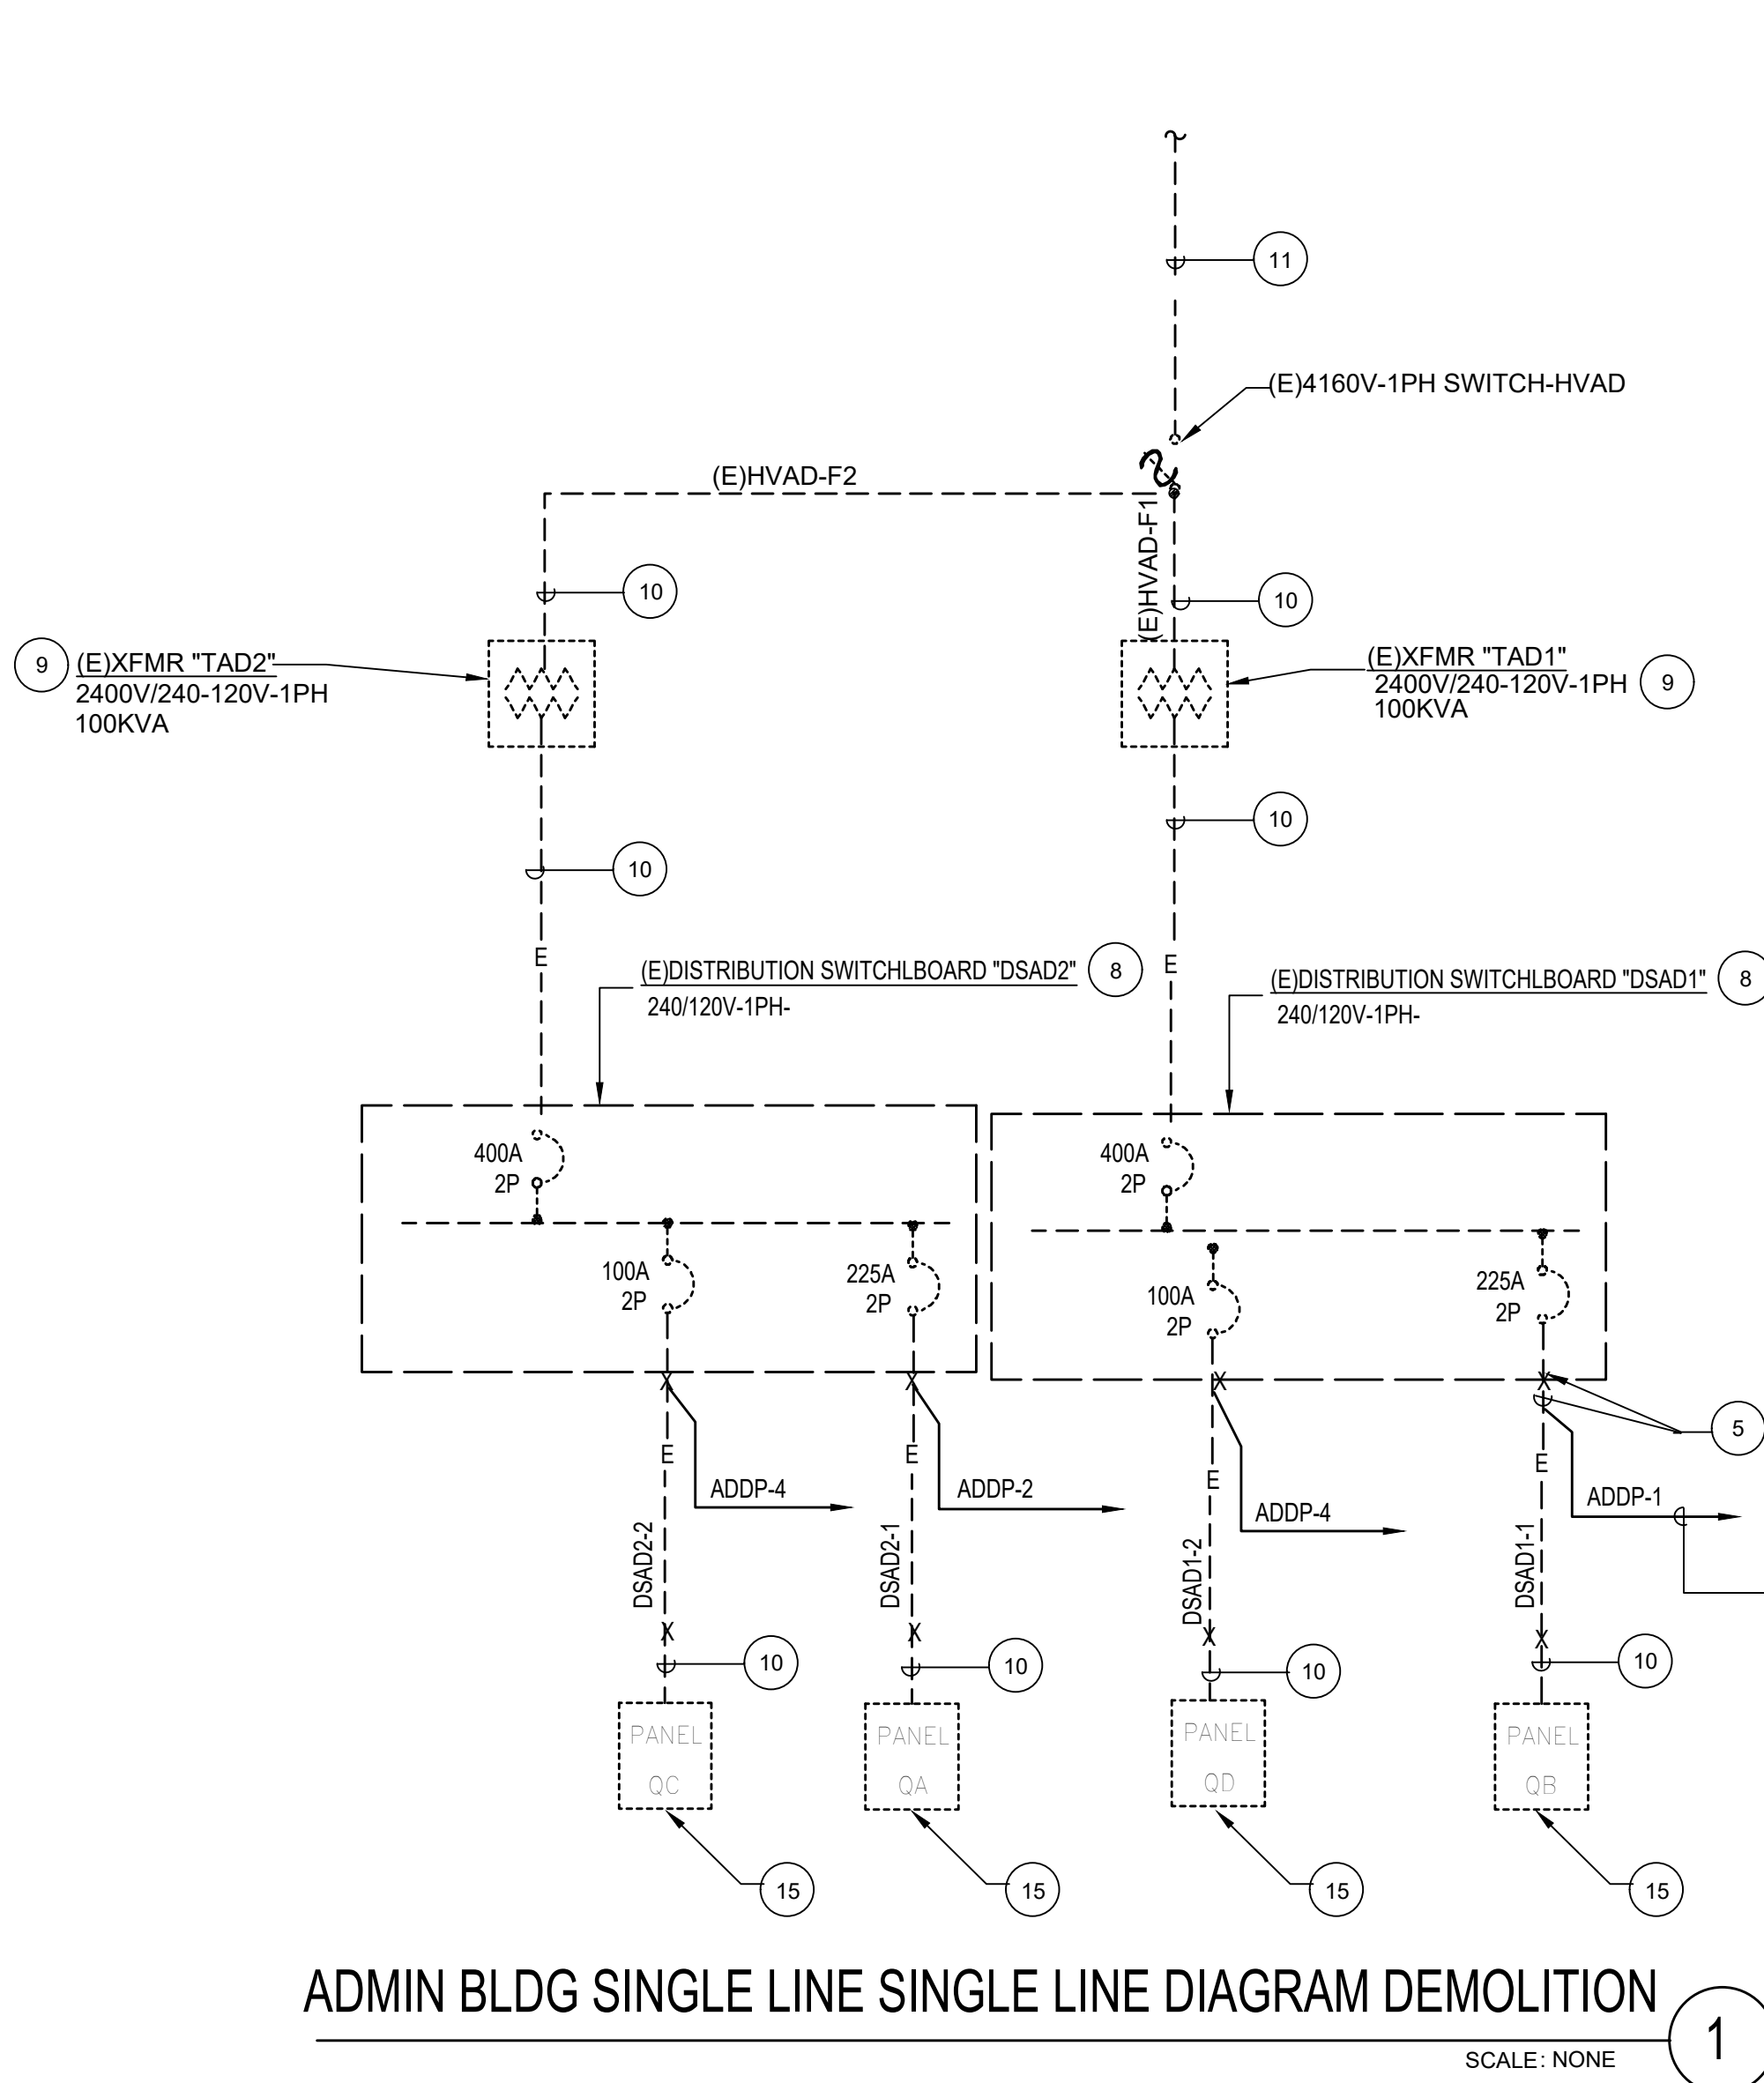 11
(E)4160V-1PH SWITCH-HVAD
(E)HVAD-F2
(E)HVAD-F1
10
10
9
(E)XFMR "TAD2"
2400V/240-120V-1PH
100KVA
(E)XFMR "TAD1"
2400V/240-120V-1PH
100KVA
9
10
10
E
E
(E)DISTRIBUTION SWITCHLBOARD "DSAD2"
240/120V-1PH-
8
(E)DISTRIBUTION SWITCHLBOARD "DSAD1"
240/120V-1PH-
8
400A
2P
400A
2P
100A
2P
225A
2P
100A
2P
225A
2P
X
X
X
X
5
E
E
E
E
ADDP-4
ADDP-2
ADDP-4
ADDP-1
DSAD2-2
DSAD2-1
DSAD1-2
DSAD1-1
X
X
X
X
10
10
10
10
PANEL
QC
PANEL
QA
PANEL
QD
PANEL
QB
15
15
15
15
ADMIN BLDG SINGLE LINE SINGLE LINE DIAGRAM DEMOLITION
1
SCALE: NONE